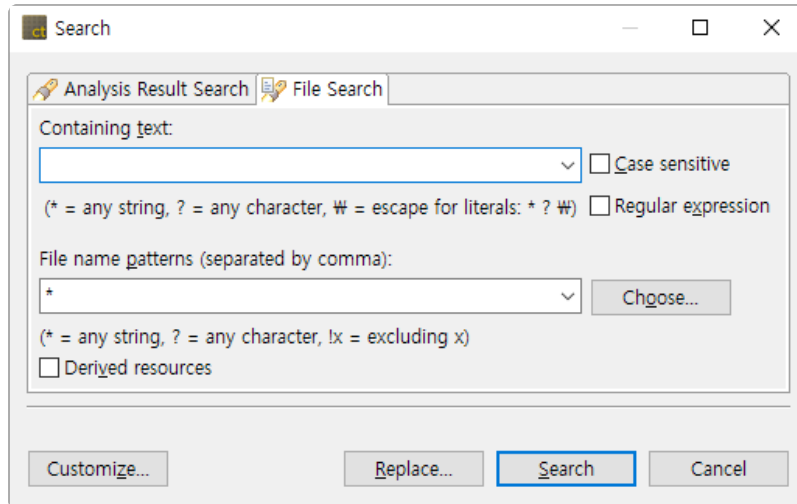 ct Search
Analysis Result Search File Search
Containing text:
Case sensitive
(* = any string, ? = any character, ₩ = escape for literals: * ? ₩) Regular expression
File name patterns (separated by comma):
* Choose...
(* = any string, ? = any character, !x = excluding x)
Derived resources
Customize... Replace... Search Cancel